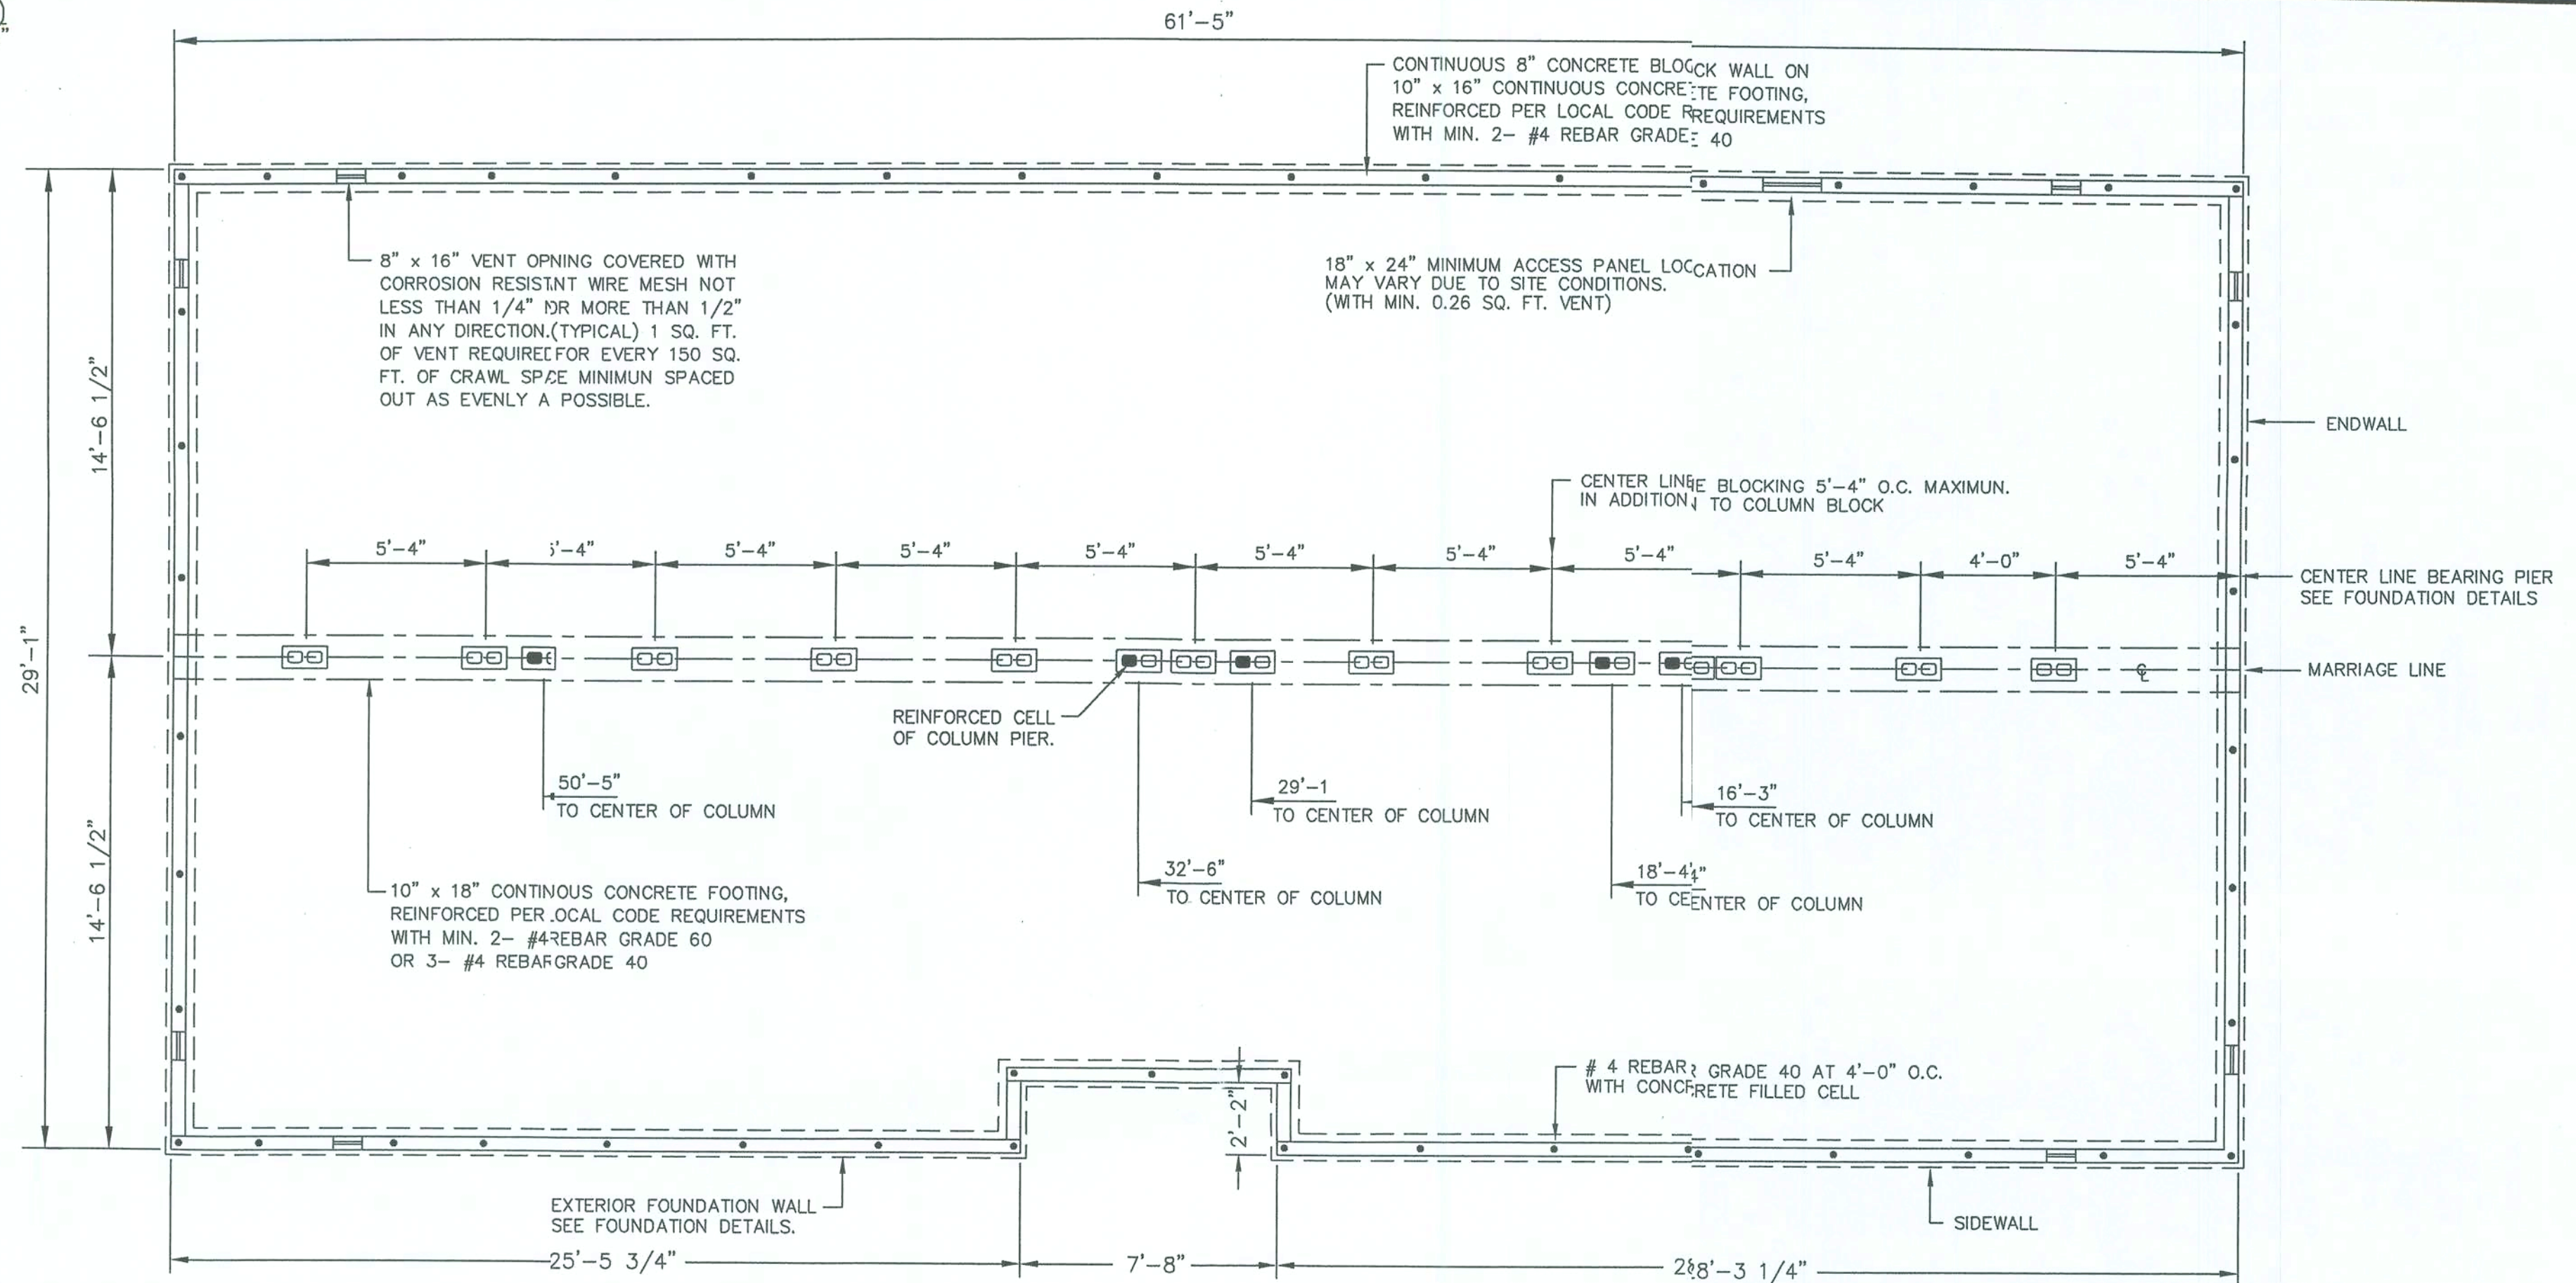 61'-5"
CONTINUOUS 8" CONCRETE BLOCK WALL ON
10" x 16" CONTINUOUS CONCRETE FOOTING,
REINFORCED PER LOCAL CODE REQUIREMENTS
WITH MIN. 2- #4 REBAR GRADE 40
8" x 16" VENT OPNING COVERED WITH
CORROSION RESISTNT WIRE MESH NOT
LESS THAN 1/4" OR MORE THAN 1/2"
IN ANY DIRECTION.(TYPICAL) 1 SQ. FT.
OF VENT REQUIRED FOR EVERY 150 SQ.
FT. OF CRAWL SPACE MINIMUN SPACED
OUT AS EVENLY A POSSIBLE.
18" x 24" MINIMUM ACCESS PANEL LOCATION
MAY VARY DUE TO SITE CONDITIONS.
(WITH MIN. 0.26 SQ. FT. VENT)
14'-6 1/2"
29'-1"
14'-6 1/2"
ENDWALL
CENTER LINE BLOCKING 5'-4" O.C. MAXIMUN.
IN ADDITION TO COLUMN BLOCK
5'-4"
5'-4"
5'-4"
5'-4"
5'-4"
5'-4"
5'-4"
5'-4"
5'-4"
4'-0"
5'-4"
CENTER LINE BEARING PIER
SEE FOUNDATION DETAILS
MARRIAGE LINE
REINFORCED CELL
OF COLUMN PIER.
50'-5"
TO CENTER OF COLUMN
29'-1
TO CENTER OF COLUMN
16'-3"
TO CENTER OF COLUMN
32'-6"
TO CENTER OF COLUMN
18'-4"
TO CENTER OF COLUMN
10" x 18" CONTINOUS CONCRETE FOOTING,
REINFORCED PER LOCAL CODE REQUIREMENTS
WITH MIN. 2- #4 REBAR GRADE 60
OR 3- #4 REBAR GRADE 40
# 4 REBAR GRADE 40 AT 4'-0" O.C.
WITH CONCRETE FILLED CELL
2'-2"
EXTERIOR FOUNDATION WALL
SEE FOUNDATION DETAILS.
SIDEWALL
25'-5 3/4"
7'-8"
28'-3 1/4"